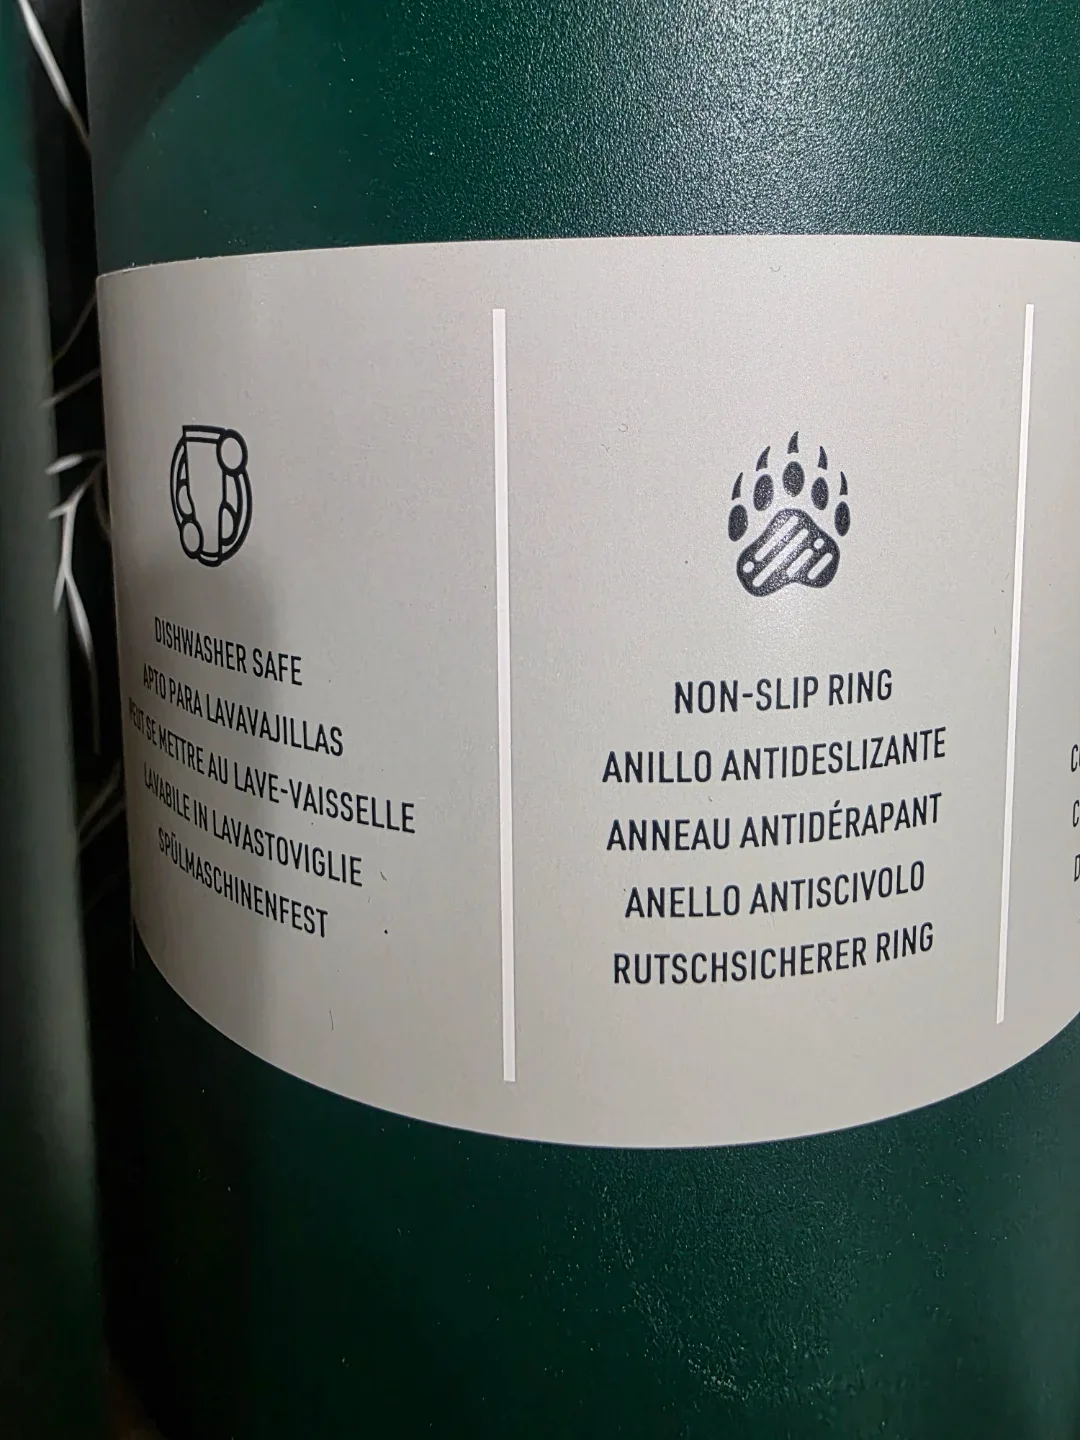 DISHWASHER SAFE
APTO PARA LAVAVAJILLAS
PEUT SE METTRE AU LAVE-VAISSELLE
LAVABILE IN LAVASTOVIGLIE
SPÜLMASCHINENFEST
NON-SLIP RING
ANILLO ANTIDESLIZANTE
ANNEAU ANTIDÉRAPANT
ANELLO ANTISCIVOLO
RUTSCHSICHERER RING